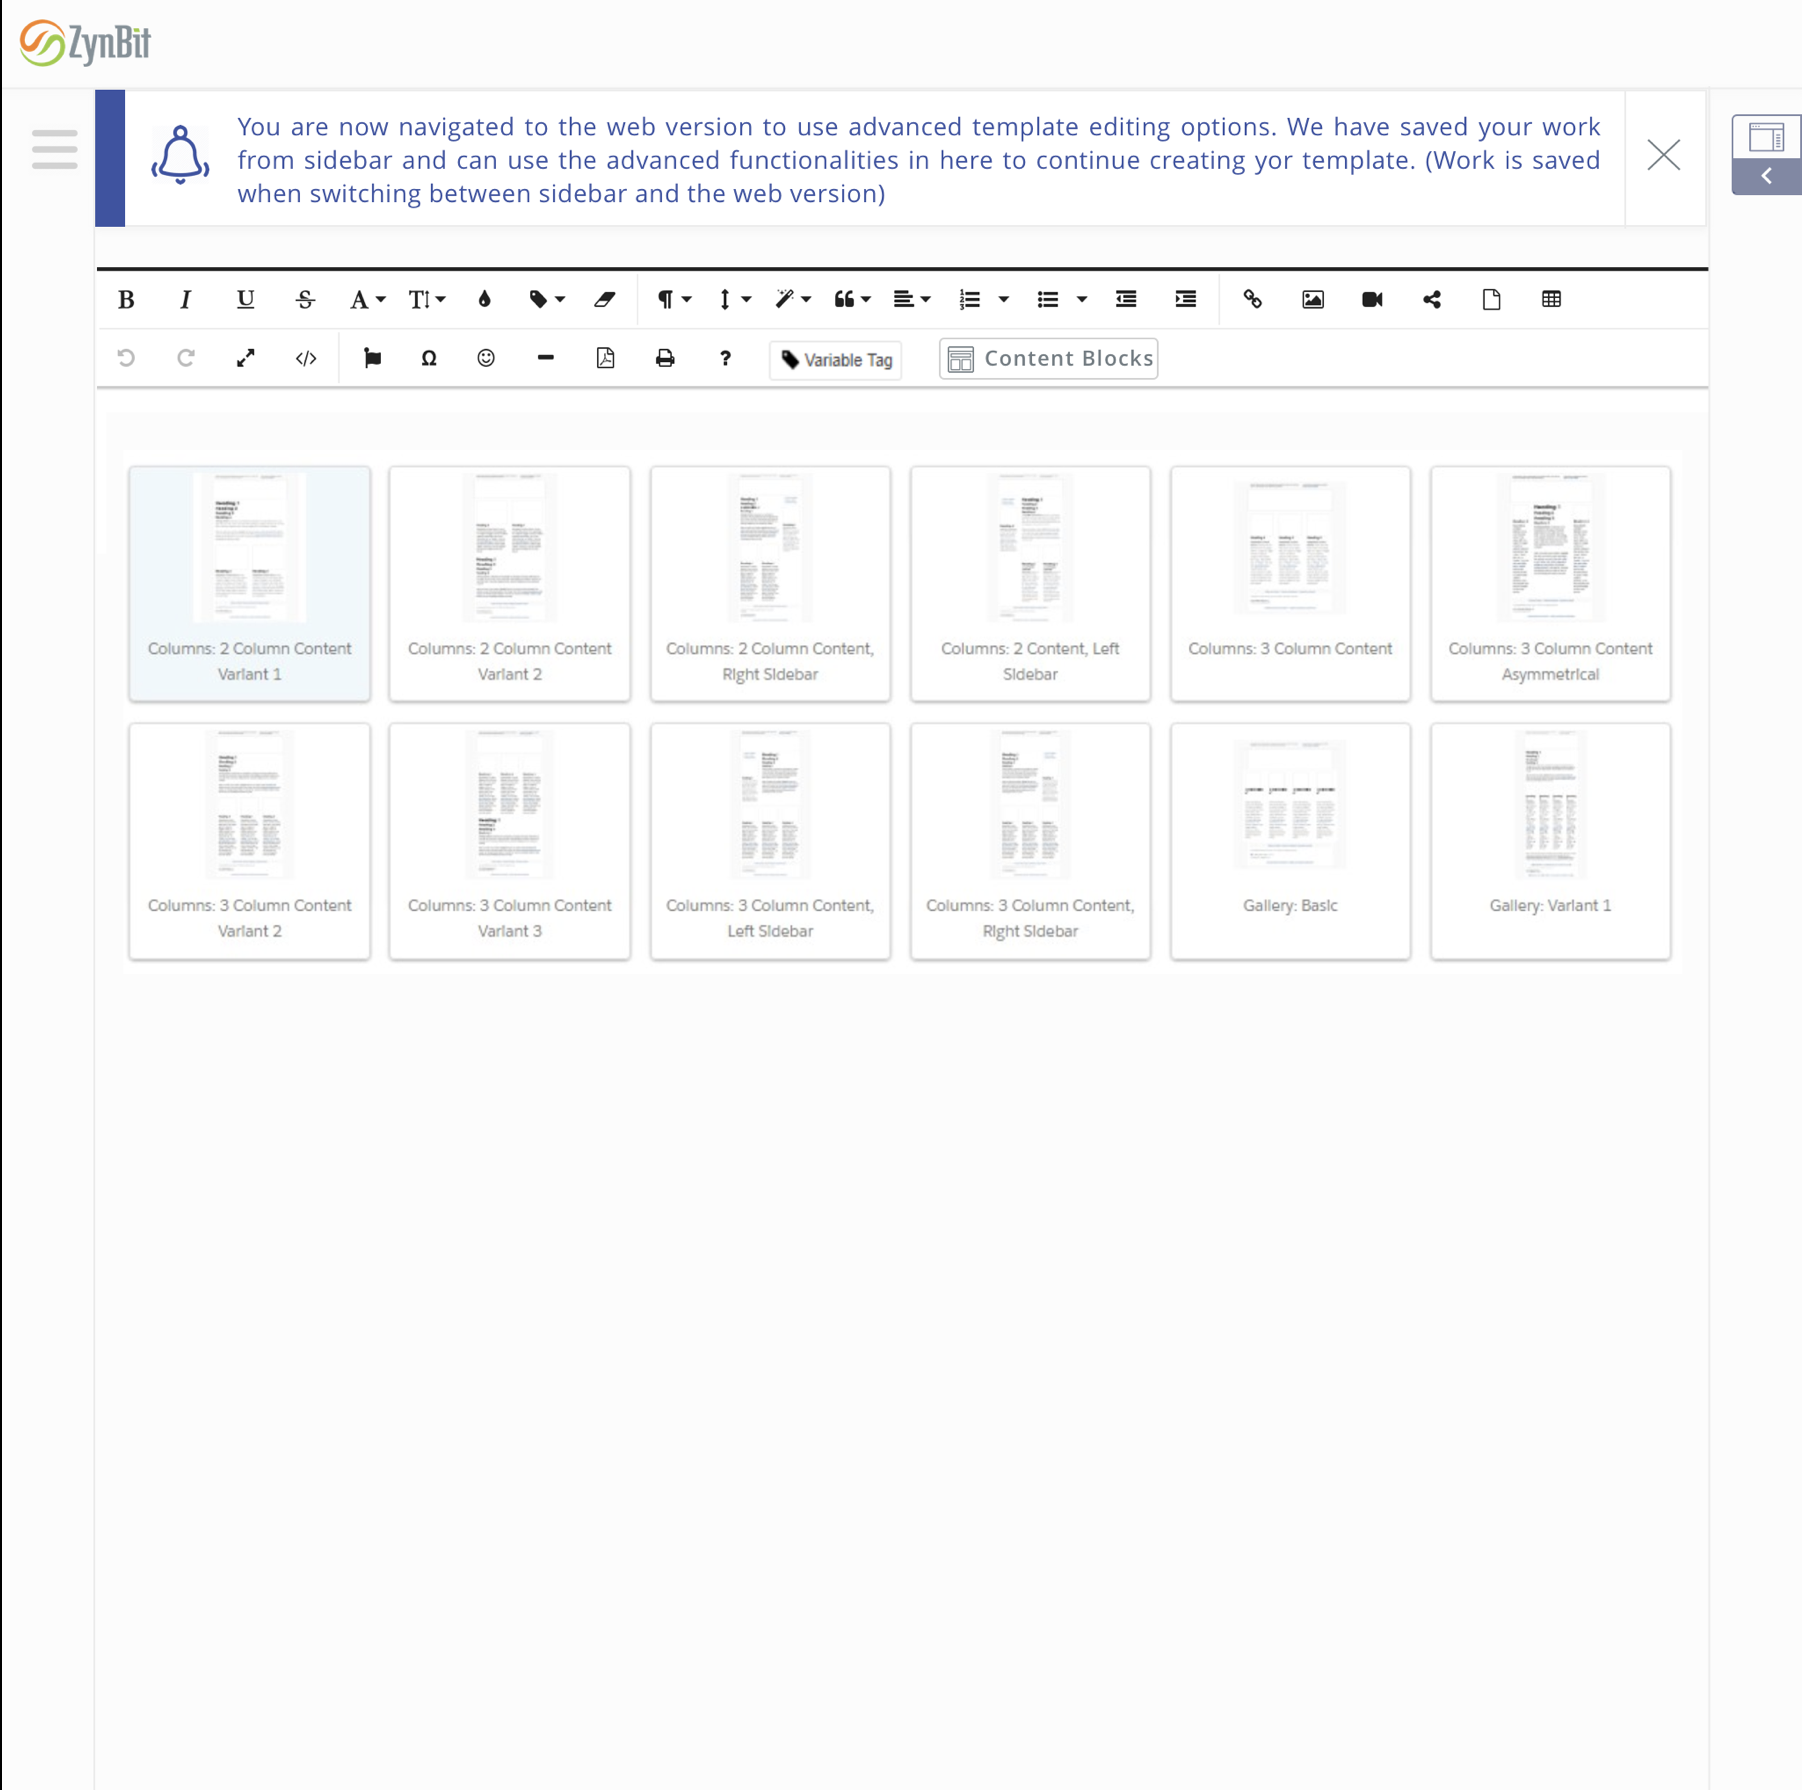 ZynBit
You are now navigated to the web version to use advanced template editing options. We have saved your work
from sidebar and can use the advanced functionalities in here to continue creating yor template. (Work is saved
when switching between sidebar and the web version)
B I U S A T ¶
</> Ω ? Variable Tag Content Blocks
Columns: 2 Column Content
Variant 1
Columns: 2 Column Content
Variant 2
Columns: 2 Column Content,
Right Sidebar
Columns: 2 Content, Left
Sidebar
Columns: 3 Column Content
Columns: 3 Column Content
Asymmetrical
Columns: 3 Column Content
Variant 2
Columns: 3 Column Content
Variant 3
Columns: 3 Column Content,
Left Sidebar
Columns: 3 Column Content,
Right Sidebar
Gallery: Basic
Gallery: Variant 1